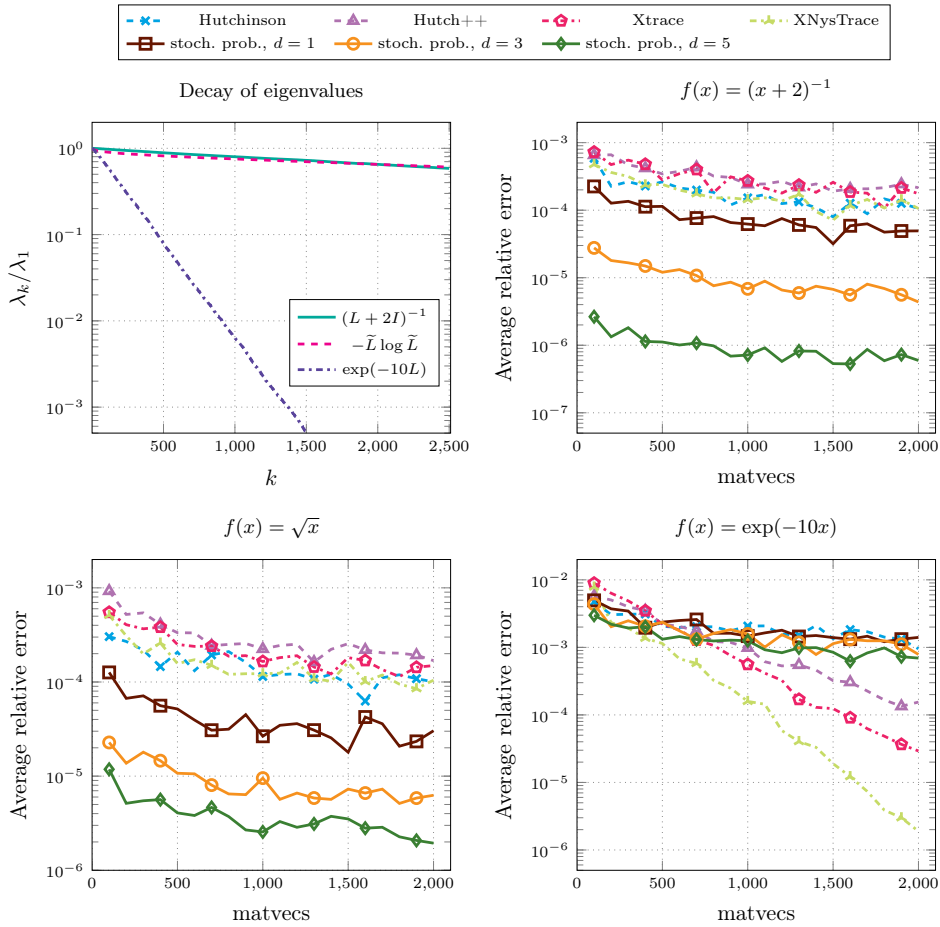 Hutchinson Hutch++ Xtrace XNysTrace
stoch. prob., d = 1 stoch. prob., d = 3 stoch. prob., d = 5
Decay of eigenvalues
λ_k/λ_1
10^0
10^{-1}
10^{-2}
10^{-3}
(L + 2I)^{-1}
−L̃ log L̃
exp(−10L)
500 1,000 1,500 2,000 2,500
k
f(x) = (x + 2)^{-1}
Average relative error
10^{-3}
10^{-4}
10^{-5}
10^{-6}
10^{-7}
0 500 1,000 1,500 2,000
matvecs
f(x) = √x
Average relative error
10^{-3}
10^{-4}
10^{-5}
10^{-6}
0 500 1,000 1,500 2,000
matvecs
f(x) = exp(−10x)
Average relative error
10^{-2}
10^{-3}
10^{-4}
10^{-5}
10^{-6}
0 500 1,000 1,500 2,000
matvecs